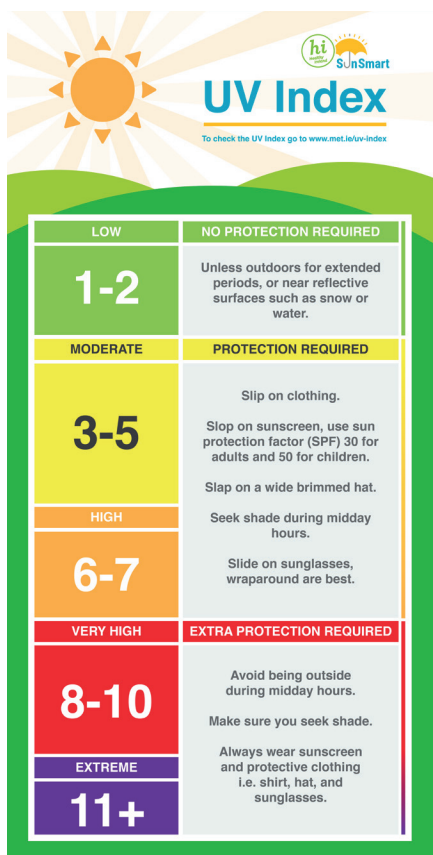 hi
SunSmart
UV Index
To check the UV Index go to www.met.ie/uv-index
LOW
NO PROTECTION REQUIRED
1-2
Unless outdoors for extended
periods, or near reflective
surfaces such as snow or
water.
MODERATE
PROTECTION REQUIRED
3-5
Slip on clothing.
Slop on sunscreen, use sun
protection factor (SPF) 30 for
adults and 50 for children.
Slap on a wide brimmed hat.
HIGH
Seek shade during midday
hours.
6-7
Slide on sunglasses,
wraparound are best.
VERY HIGH
EXTRA PROTECTION REQUIRED
8-10
Avoid being outside
during midday hours.
Make sure you seek shade.
Always wear sunscreen
and protective clothing
i.e. shirt, hat, and
sunglasses.
EXTREME
11+